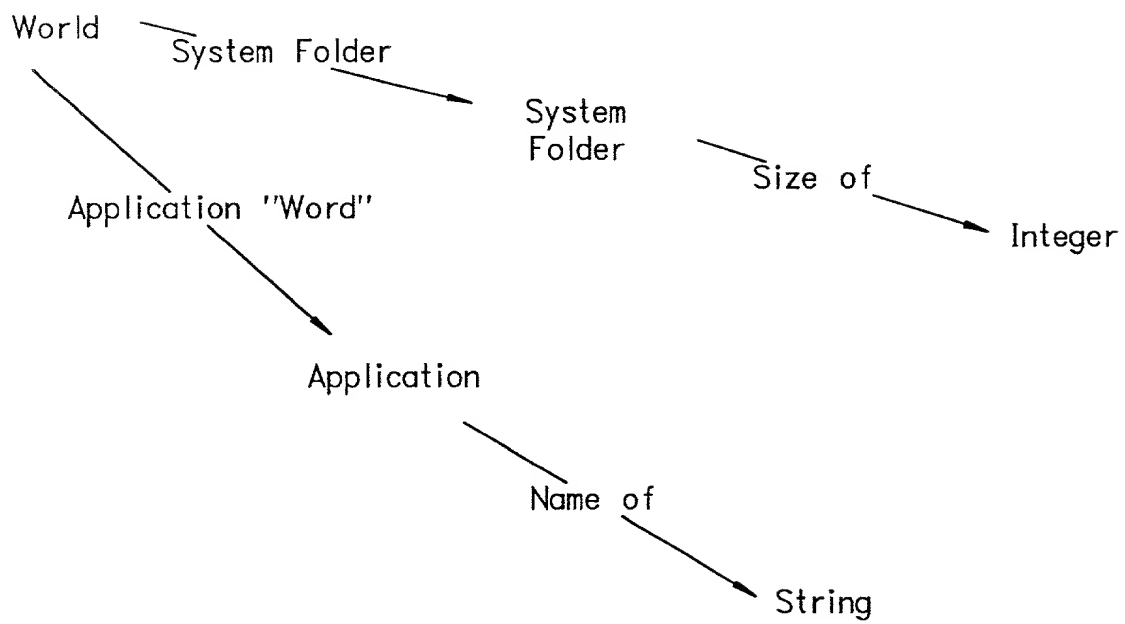 World
System Folder
System
Folder
Size of
Application "Word"
Integer
Application
Name of
String